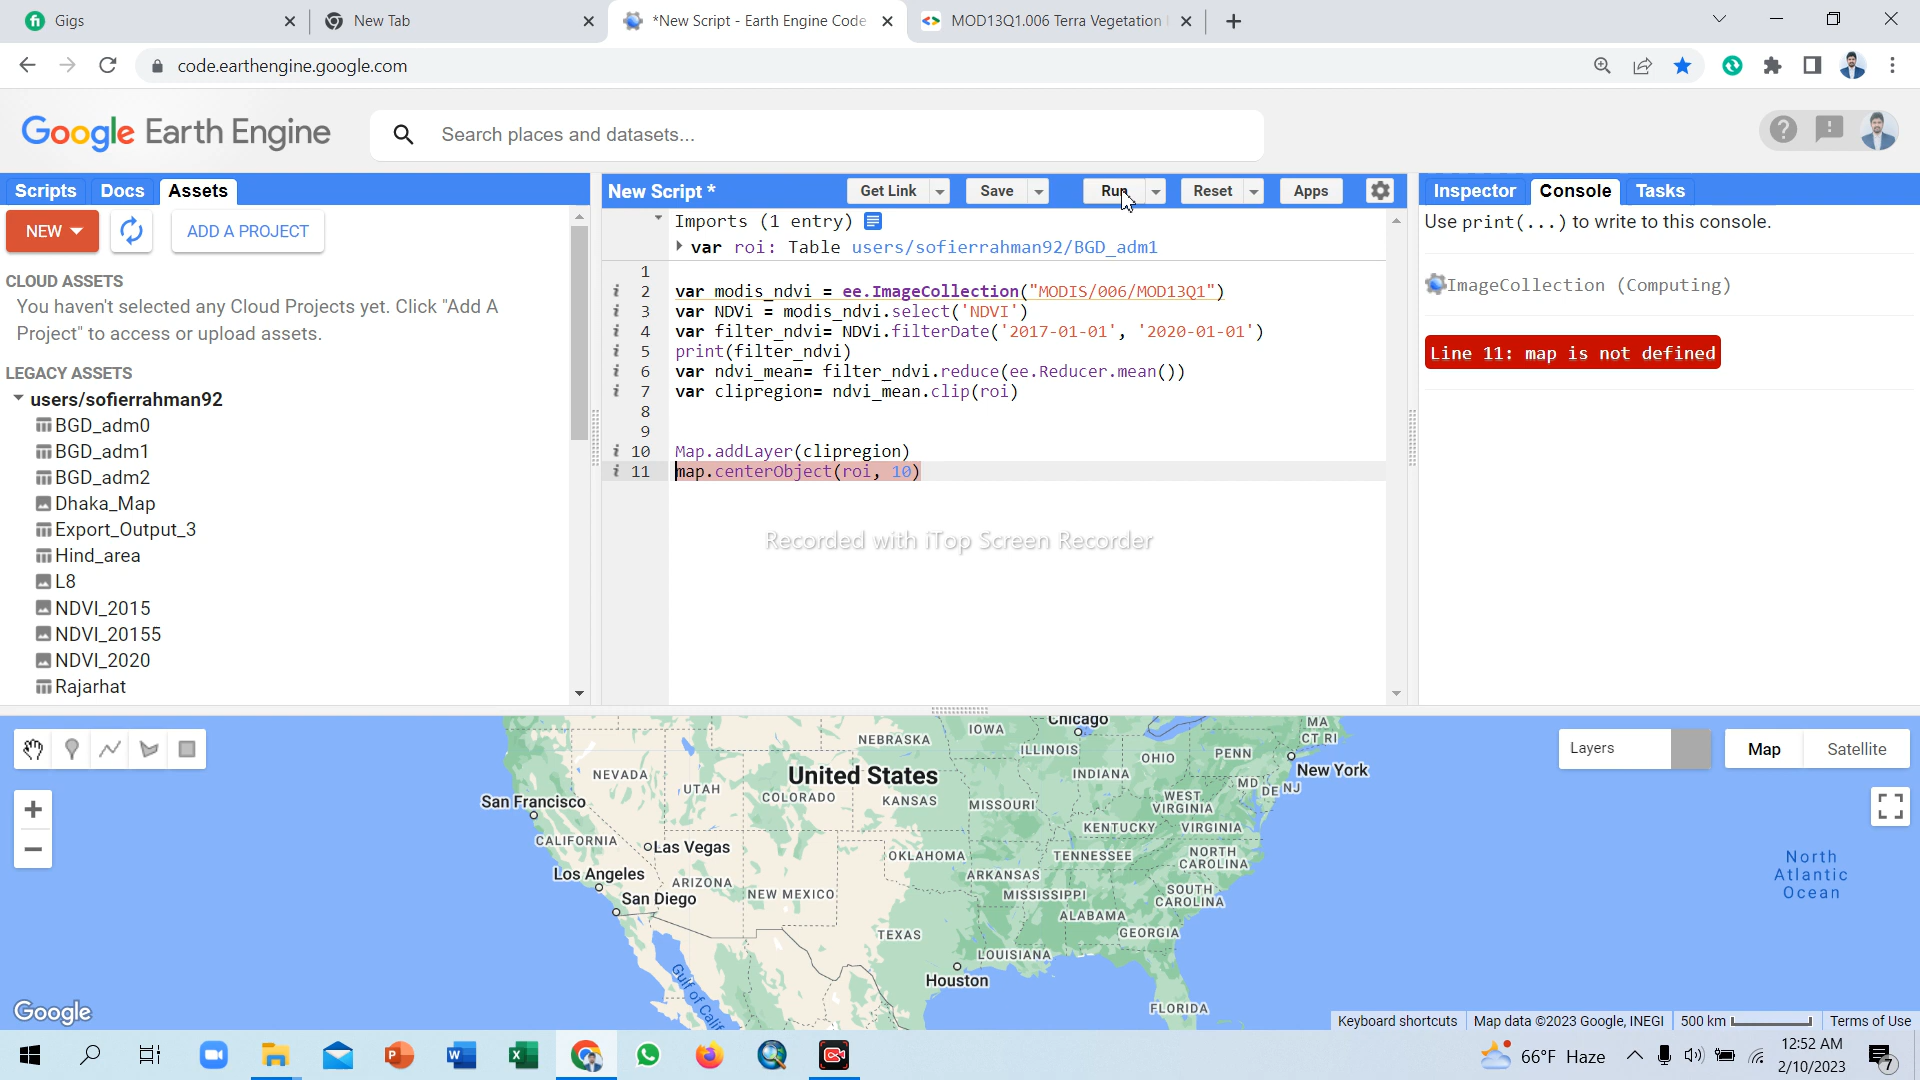 Gigs
New Tab
*New Script - Earth Engine Code
MOD13Q1.006 Terra Vegetation
code.earthengine.google.com
Google Earth Engine
Search places and datasets...
Scripts Docs Assets
NEW
ADD A PROJECT
CLOUD ASSETS
You haven't selected any Cloud Projects yet. Click "Add A
Project" to access or upload assets.
LEGACY ASSETS
users/sofierrahman92
BGD_adm0
BGD_adm1
BGD_adm2
Dhaka_Map
Export_Output_3
Hind_area
L8
NDVI_2015
NDVI_20155
NDVI_2020
Rajarhat
New Script *
Get Link Save Run Reset Apps
Imports (1 entry)
var roi: Table users/sofierrahman92/BGD_adm1
1
2 var modis_ndvi = ee.ImageCollection("MODIS/006/MOD13Q1")
3 var NDVi = modis_ndvi.select('NDVI')
4 var filter_ndvi= NDVi.filterDate('2017-01-01', '2020-01-01')
5 print(filter_ndvi)
6 var ndvi_mean= filter_ndvi.reduce(ee.Reducer.mean())
7 var clipregion= ndvi_mean.clip(roi)
8
9
10 Map.addLayer(clipregion)
11 map.centerObject(roi, 10)
Recorded with iTop Screen Recorder
Inspector Console Tasks
Use print(...) to write to this console.
ImageCollection (Computing)
Line 11: map is not defined
Layers
Map Satellite
Chicago
IOWA
NEBRASKA
ILLINOIS
MA
CT RI
PENN
OHIO
New York
NEVADA
United States
INDIANA
UTAH
COLORADO
KANSAS
MISSOURI
MD
DE NJ
WEST
VIRGINIA
San Francisco
KENTUCKY
VIRGINIA
CALIFORNIA
Las Vegas
OKLAHOMA
TENNESSEE
NORTH
CAROLINA
Los Angeles
ARIZONA
NEW MEXICO
ARKANSAS
MISSISSIPPI
SOUTH
CAROLINA
San Diego
ALABAMA
TEXAS
GEORGIA
LOUISIANA
Houston
FLORIDA
Gulf of Calif
North
Atlantic
Ocean
Google
Keyboard shortcuts Map data ©2023 Google, INEGI 500 km Terms of Use
66°F Haze
12:52 AM
2/10/2023
7